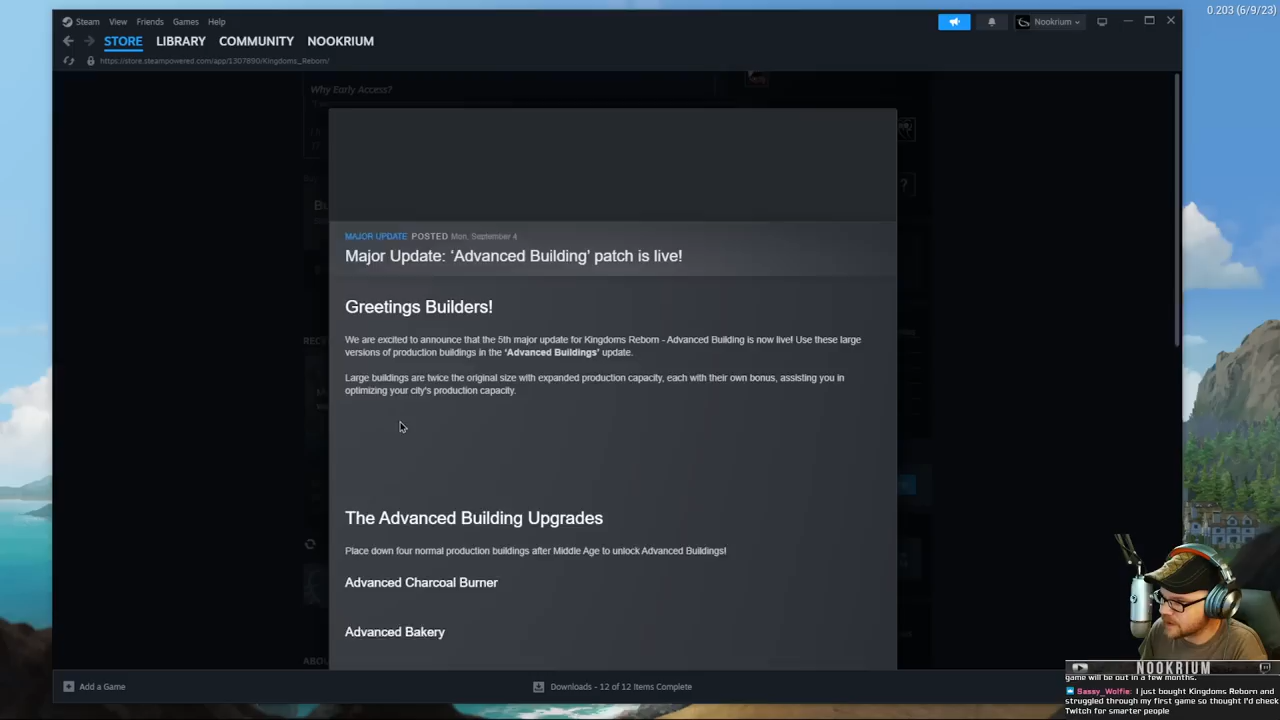 0.203 (6/9/23)
Steam View Friends Games Help
Nookrium
STORE LIBRARY COMMUNITY NOOKRIUM
https://store.steampowered.com/app/1307890/Kingdoms_Reborn/
Why Early Access?
MAJOR UPDATE POSTED Mon, September 4
Major Update: 'Advanced Building' patch is live!
Greetings Builders!
We are excited to announce that the 5th major update for Kingdoms Reborn - Advanced Building is now live! Use these large
versions of production buildings in the 'Advanced Buildings' update.
Large buildings are twice the original size with expanded production capacity, each with their own bonus, assisting you in
optimizing your city's production capacity.
The Advanced Building Upgrades
Place down four normal production buildings after Middle Age to unlock Advanced Buildings!
Advanced Charcoal Burner
Advanced Bakery
Add a Game
Downloads - 12 of 12 Items Complete
NOOKRIUM
game will be out in a few months.
Sassy_Wolfie: I just bought Kingdoms Reborn and
struggled through my first game so thought I'd check
Twitch for smarter people